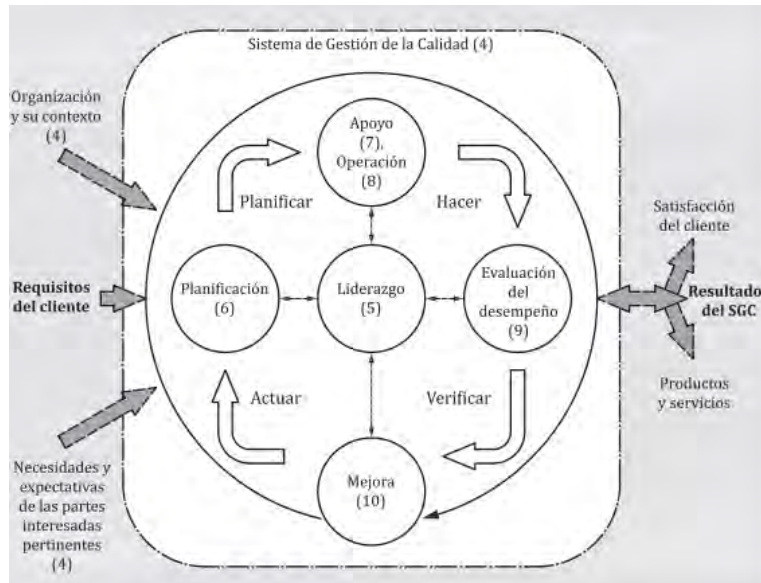 Sistema de Gestión de la Calidad (4)
Organización
y su contexto
(4)
Apoyo
(7),
Operación
(8)
Planificar
Hacer
Satisfacción
del cliente
Requisitos
del cliente
Planificación
(6)
Liderazgo
(5)
Evaluación
del
desempeño
(9)
Resultado
del SGC
Actuar
Verificar
Productos
y servicios
Necesidades y
expectativas
de las partes
interesadas
pertinentes
(4)
Mejora
(10)